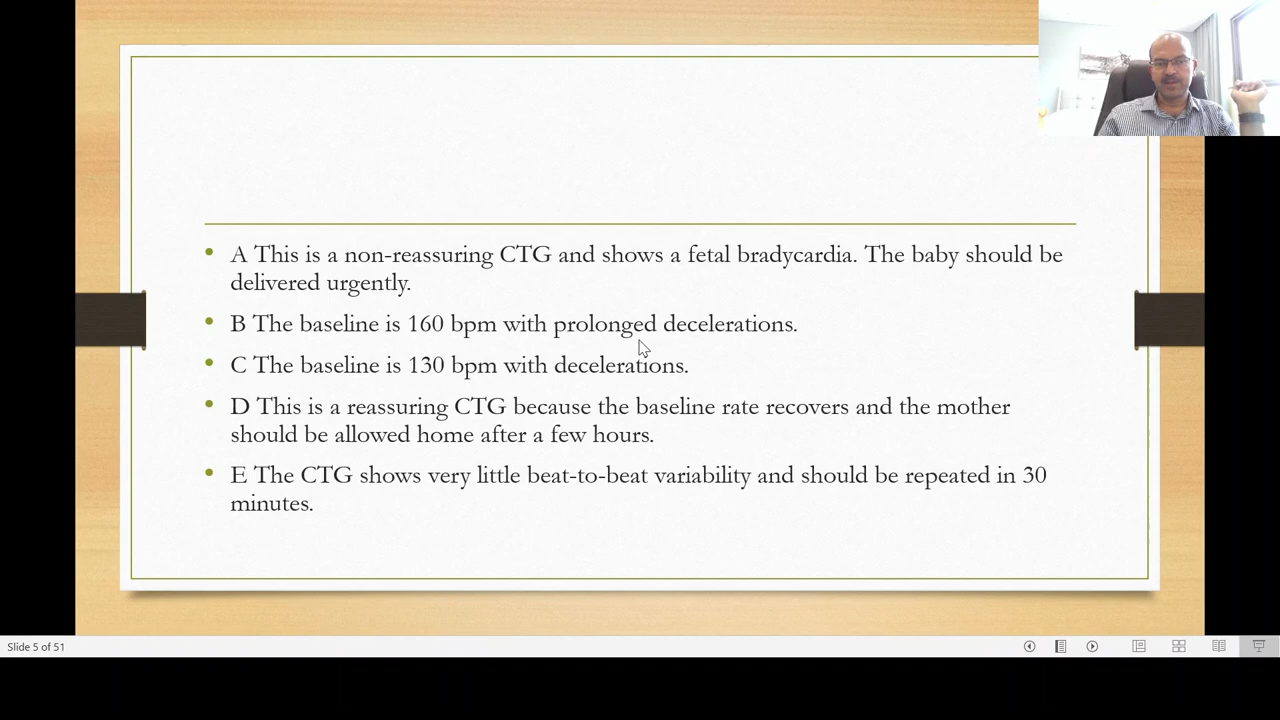 A This is a non-reassuring CTG and shows a fetal bradycardia. The baby should be
delivered urgently.
B The baseline is 160 bpm with prolonged decelerations.
C The baseline is 130 bpm with decelerations.
D This is a reassuring CTG because the baseline rate recovers and the mother
should be allowed home after a few hours.
E The CTG shows very little beat-to-beat variability and should be repeated in 30
minutes.
Slide 5 of 51